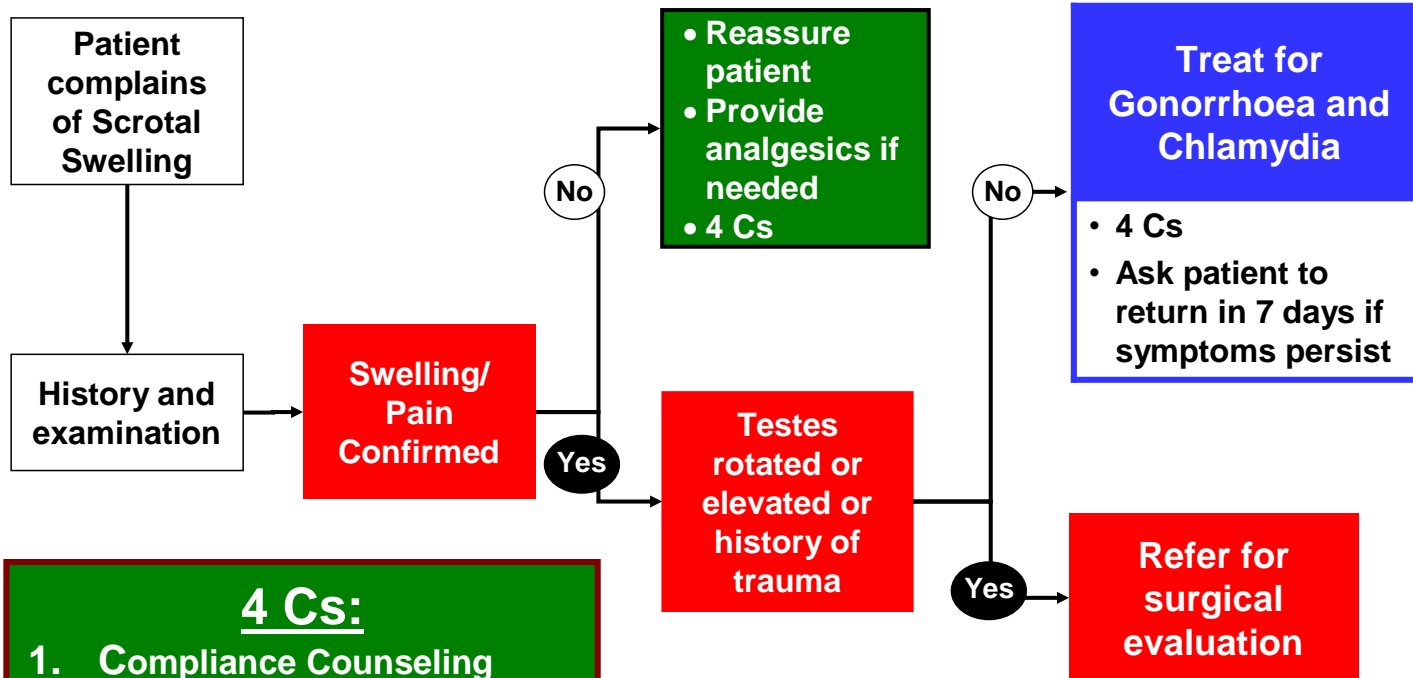 Patient
complains
of Scrotal
Swelling
History and
examination
Swelling/
Pain
Confirmed
No
• Reassure
patient
• Provide
analgesics if
needed
• 4 Cs
Yes
Testes
rotated or
elevated or
history of
trauma
No
Treat for
Gonorrhoea and
Chlamydia
• 4 Cs
• Ask patient to
return in 7 days if
symptoms persist
Yes
Refer for
surgical
evaluation
4 Cs:
1. Compliance Counseling